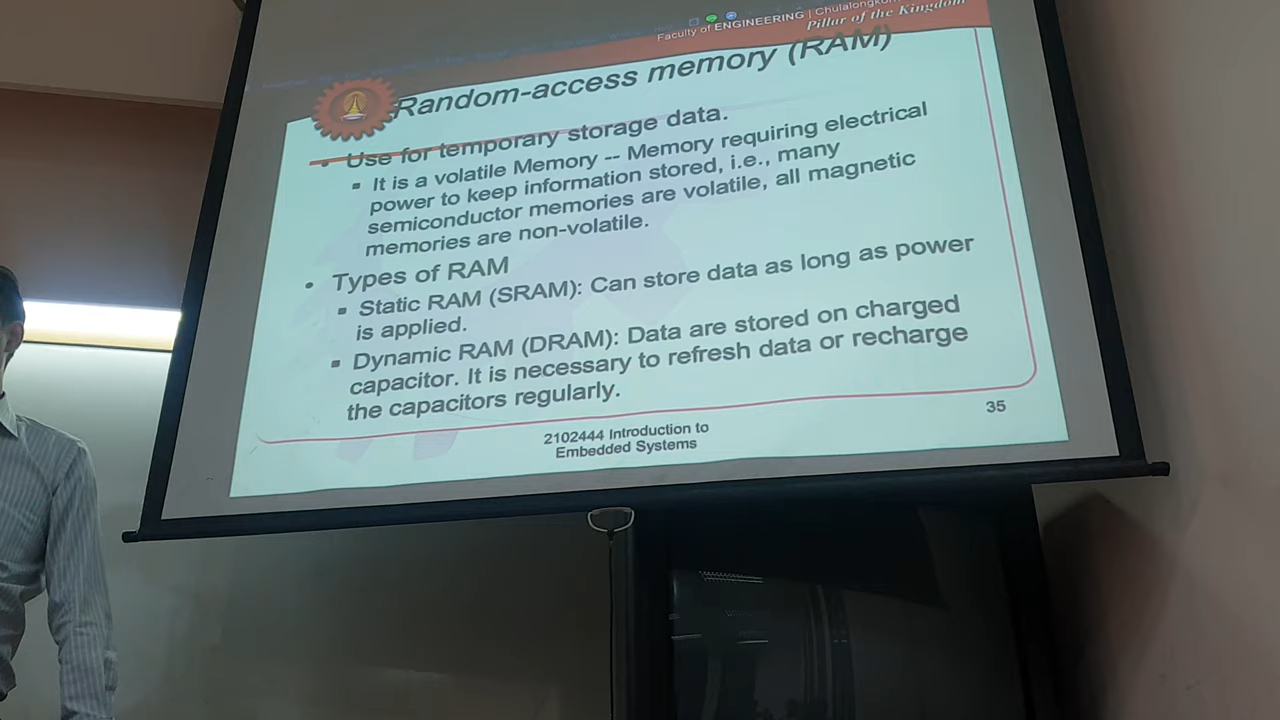 Faculty of ENGINEERING | Chulalongkorn
Pillar of the Kingdom
Random-access memory (RAM)
• Use for temporary storage data.
▪ It is a volatile Memory -- Memory requiring electrical
power to keep information stored, i.e., many
semiconductor memories are volatile, all magnetic
memories are non-volatile.
• Types of RAM
▪ Static RAM (SRAM): Can store data as long as power
is applied.
▪ Dynamic RAM (DRAM): Data are stored on charged
capacitor. It is necessary to refresh data or recharge
the capacitors regularly.
2102444 Introduction to
Embedded Systems
35